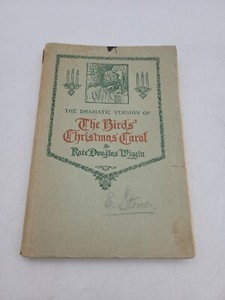 THE DRAMATIC VERSION OF
The Birds'
Christmas Carol
By
Kate Douglas Wiggin